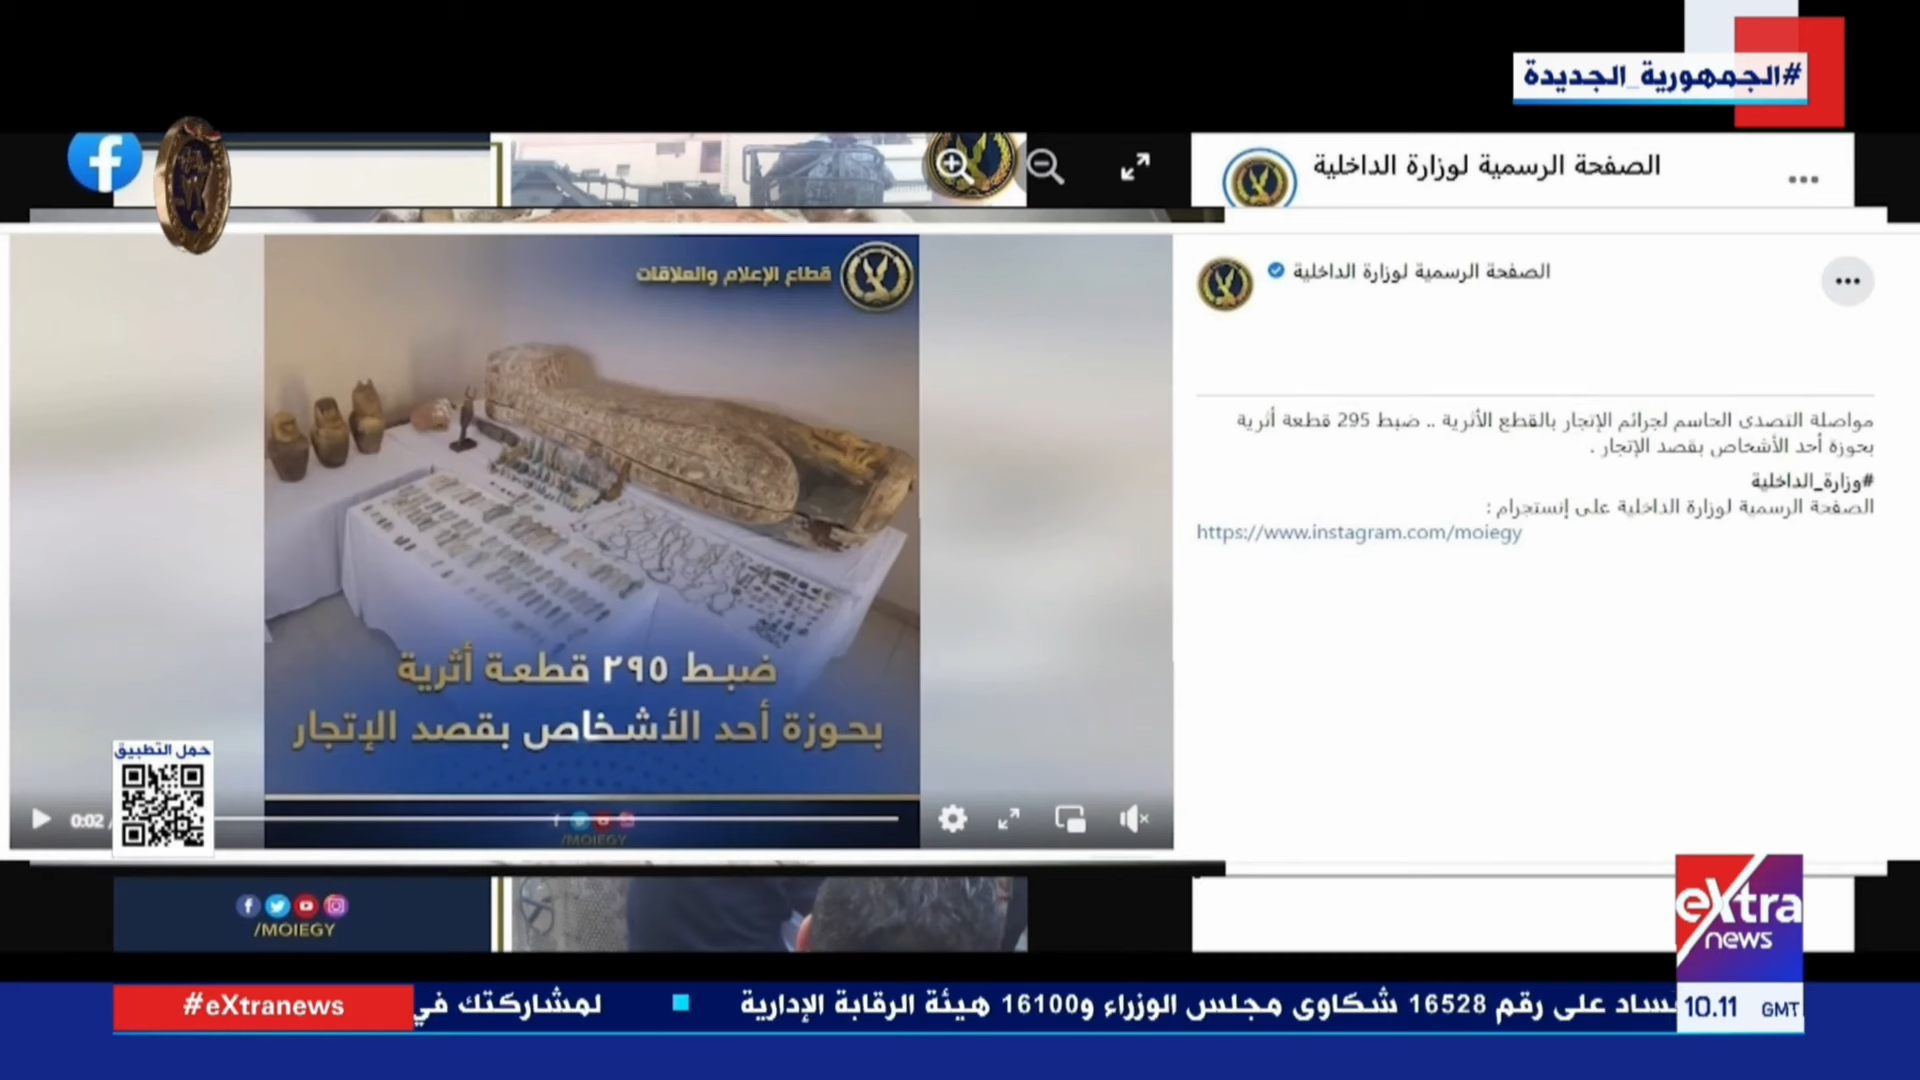 #الجمهورية_الجديدة
الصفحة الرسمية لوزارة الداخلية
قطاع الإعلام والعلاقات
الصفحة الرسمية لوزارة الداخلية
مواصلة التصدى الحاسم لجرائم الإتجار بالقطع الأثرية .. ضبط 295 قطعة أثرية
بحوزة أحد الأشخاص بقصد الإتجار .
#وزارة_الداخلية
الصفحة الرسمية لوزارة الداخلية على إنستجرام :
https://www.instagram.com/moiegy
ضبط ٢٩٥ قطعة أثرية
بحوزة أحد الأشخاص بقصد الإتجار
حمل التطبيق
0:02 /
/MOIEGY
/MOIEGY
extra
news
#eXtranews
فساد على رقم 16528 شكاوى مجلس الوزراء و16100 هيئة الرقابة الإدارية
لمشاركتك في
10.11 GMT